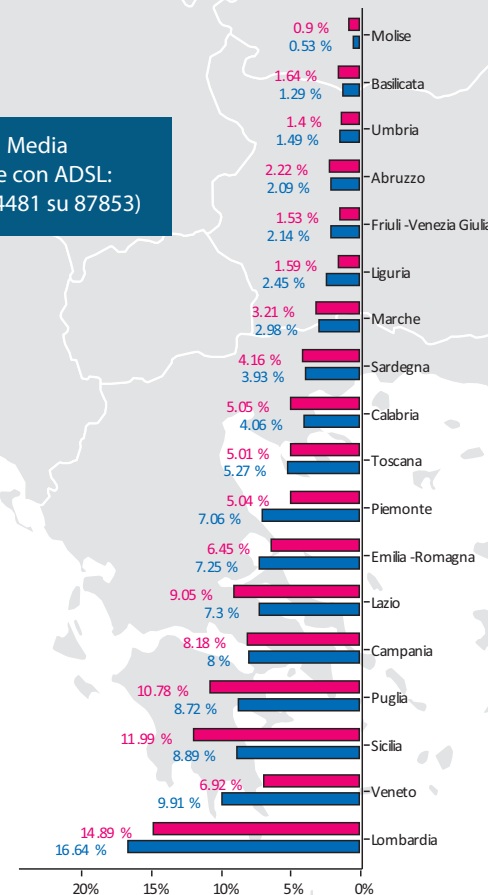 0.9 %
0.53 %
Molise
1.64 %
1.29 %
Basilicata
1.4 %
1.49 %
Umbria
Media
con ADSL:
su 87853)
2.22 %
2.09 %
Abruzzo
1.53 %
2.14 %
Friuli -Venezia Giulia
1.59 %
2.45 %
Liguria
3.21 %
2.98 %
Marche
4.16 %
3.93 %
Sardegna
5.05 %
4.06 %
Calabria
5.01 %
5.27 %
Toscana
5.04 %
7.06 %
Piemonte
6.45 %
7.25 %
Emilia -Romagna
9.05 %
7.3 %
Lazio
8.18 %
8 %
Campania
10.78 %
8.72 %
Puglia
11.99 %
8.89 %
Sicilia
6.92 %
9.91 %
Veneto
14.89 %
16.64 %
Lombardia
20% 15% 10% 5% 0%